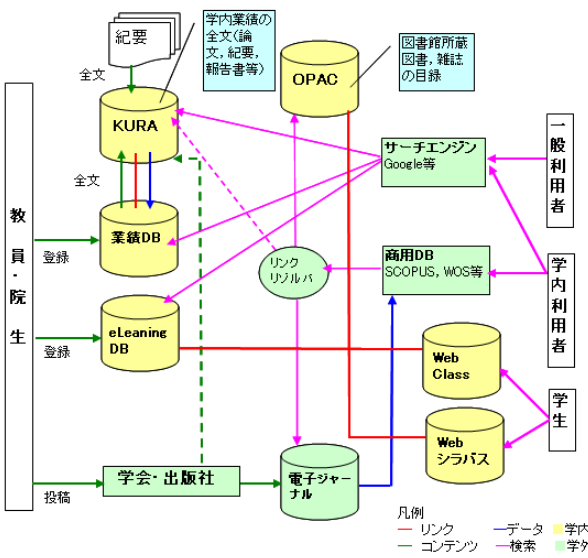 紀要
学内業績の
全文(論
文，紀要，
報告書等)
図書館所蔵
図書，雑誌
の目録
全文
OPAC
KURA
サーチエンジン
Google等
一般利用者
全文
教員・院生
業績DB
登録
リンク
リゾルバ
商用DB
SCOPUS，WOS等
学内利用者
eLeaning
DB
登録
Web
Class
学生
Web
シラバス
学会・出版社
電子ジャー
ナル
投稿
凡例
リンク
データ
学内
コンテンツ
検索
学外